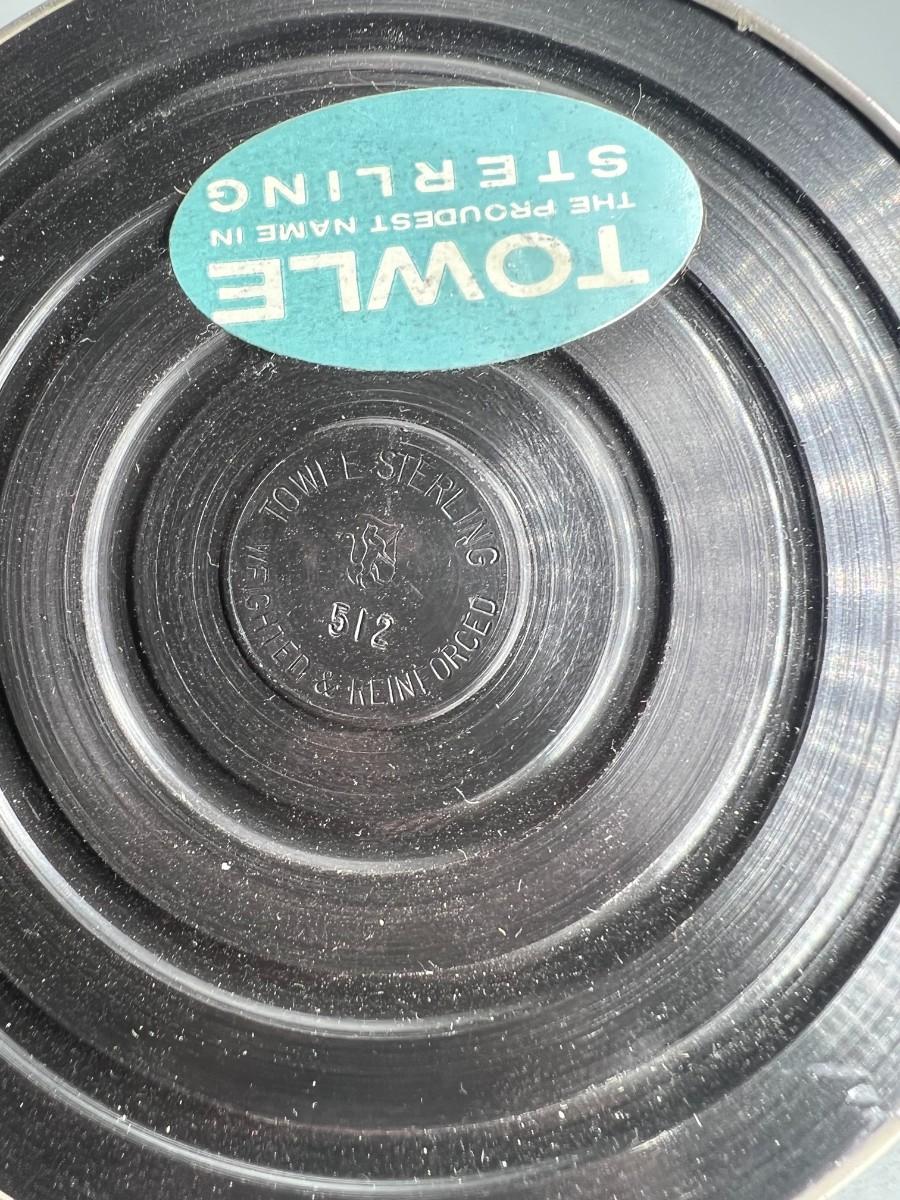 TOWLE
THE PROUDEST NAME IN
STERLING
TOWLE STERLING
512
WEIGHTED & REINFORCED